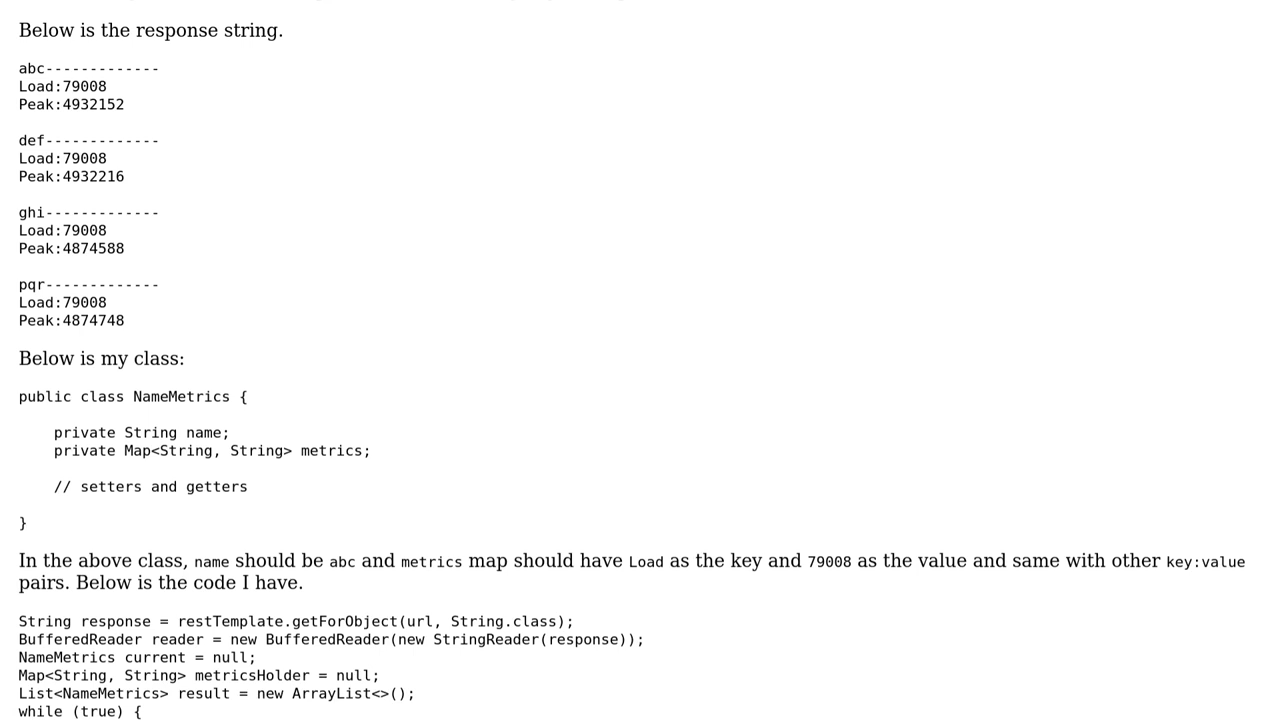 Below is the response string.
abc-------------
Load:79008
Peak:4932152
def-------------
Load:79008
Peak:4932216
ghi-------------
Load:79008
Peak:4874588
pqr-------------
Load:79008
Peak:4874748
Below is my class:
public class NameMetrics {
    private String name;
    private Map<String, String> metrics;
    // setters and getters
}
In the above class, name should be abc and metrics map should have Load as the key and 79008 as the value and same with other key:value
pairs. Below is the code I have.
String response = restTemplate.getForObject(url, String.class);
BufferedReader reader = new BufferedReader(new StringReader(response));
NameMetrics current = null;
Map<String, String> metricsHolder = null;
List<NameMetrics> result = new ArrayList<>();
while (true) {